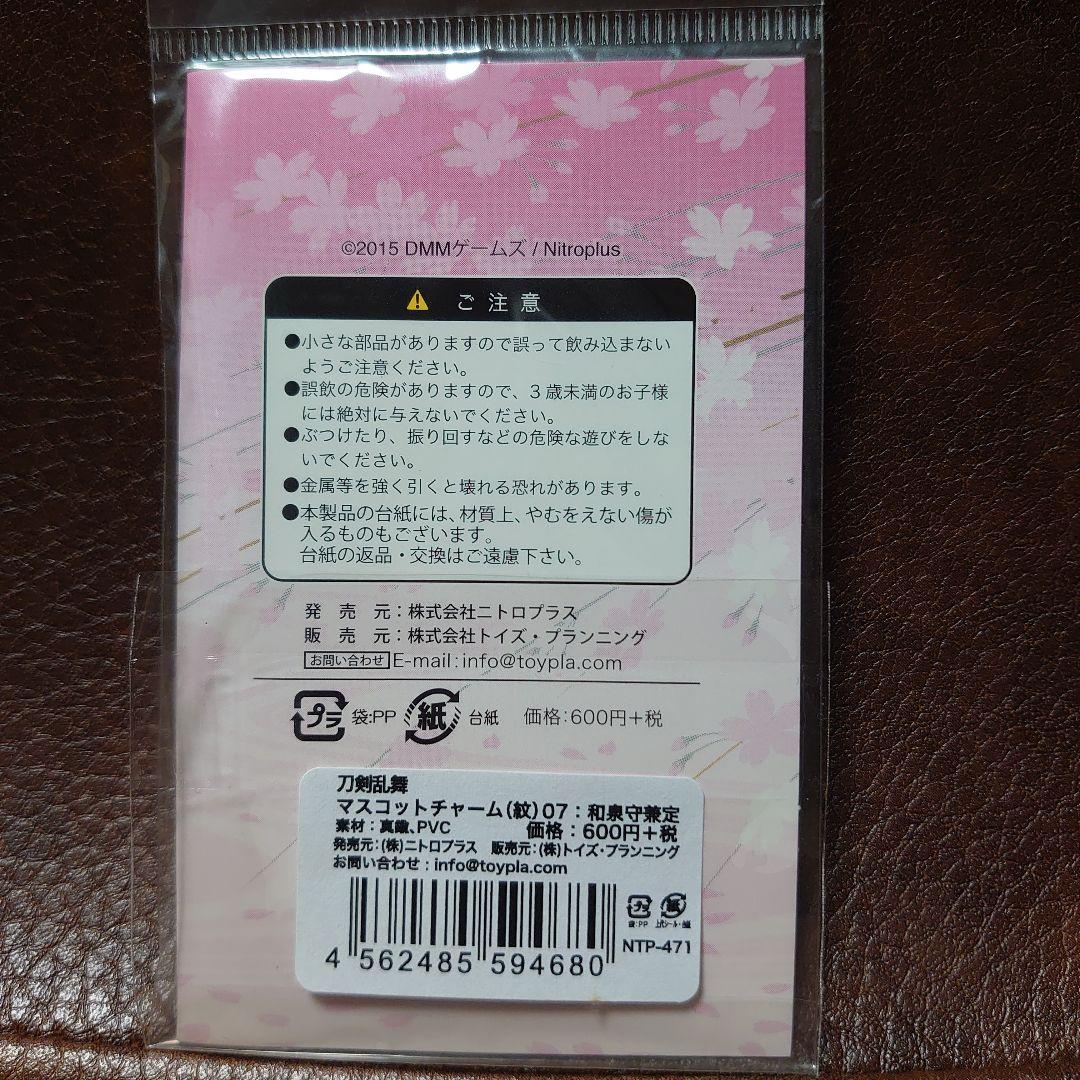 ©2015 DMMゲームズ / Nitroplus
ご注意
●小さな部品がありますので誤って飲み込まない
ようご注意ください。
●誤飲の危険がありますので、3歳未満のお子様
には絶対に与えないでください。
●ぶつけたり、振り回すなどの危険な遊びをしな
いでください。
●金属等を強く引くと壊れる恐れがあります。
●本製品の台紙には、材質上、やむをえない傷が
入るものもございます。
台紙の返品・交換はご遠慮下さい。
発売元：株式会社ニトロプラス
販売元：株式会社トイズ・プランニング
お問い合わせ E-mail:info@toypla.com
プラ 袋:PP 紙 台紙 価格:600円+税
刀剣乱舞
マスコットチャーム(紋)07：和泉守兼定
素材：真鍮、PVC 価格：600円+税
発売元:(株)ニトロプラス 販売元:(株)トイズ・プランニング
お問い合わせ：info@toypla.com
プラ 紙
袋:PP
NTP-471
4 562485 594680